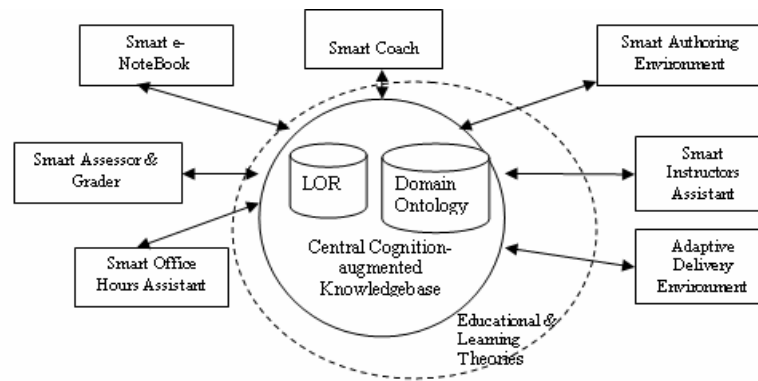 Smart e-
NoteBook
Smart Coach
Smart Authoring
Environment
Smart Assessor &
Grader
LOR
Domain
Ontology
Smart
Instructors
Assistant
Central Cognition-
augmented
Knowledgebase
Smart Office
Hours Assistant
Adaptive
Delivery
Environment
Educational &
Learning
Theories